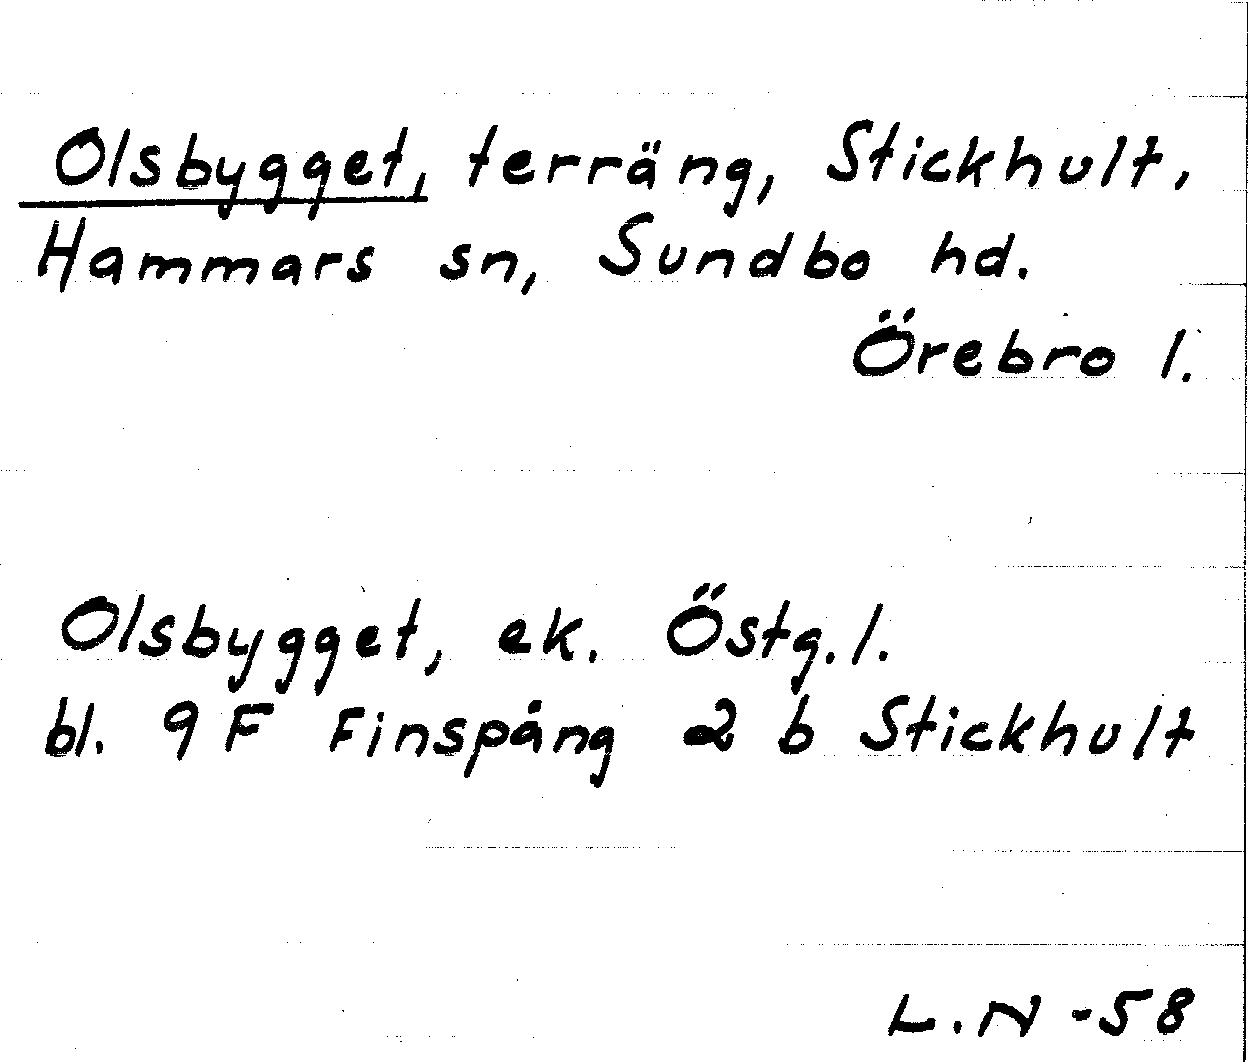 Olsbygget, terräng, Stickhult,
Hammars sn, Sundbo hd.
Örebro l.
Olsbygget, ek. Östg.l.
bl. 9 F Finspång 2 b Stickhult
L.N -58